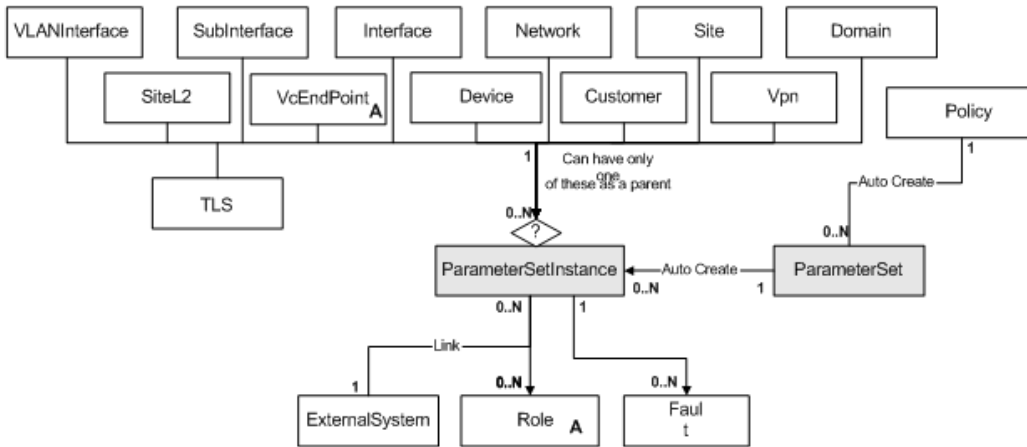 VLANInterface
SubInterface
Interface
Network
Site
Domain
SiteL2
VcEndPoint
A
Device
Customer
Vpn
Policy
1
1
Can have only
one
of these as a parent
Auto Create
TLS
0..N
0..N
?
ParameterSetInstance
Auto Create
ParameterSet
0..N
1
0..N
1
Link
1
0..N
0..N
ExternalSystem
Role
A
Faul
t